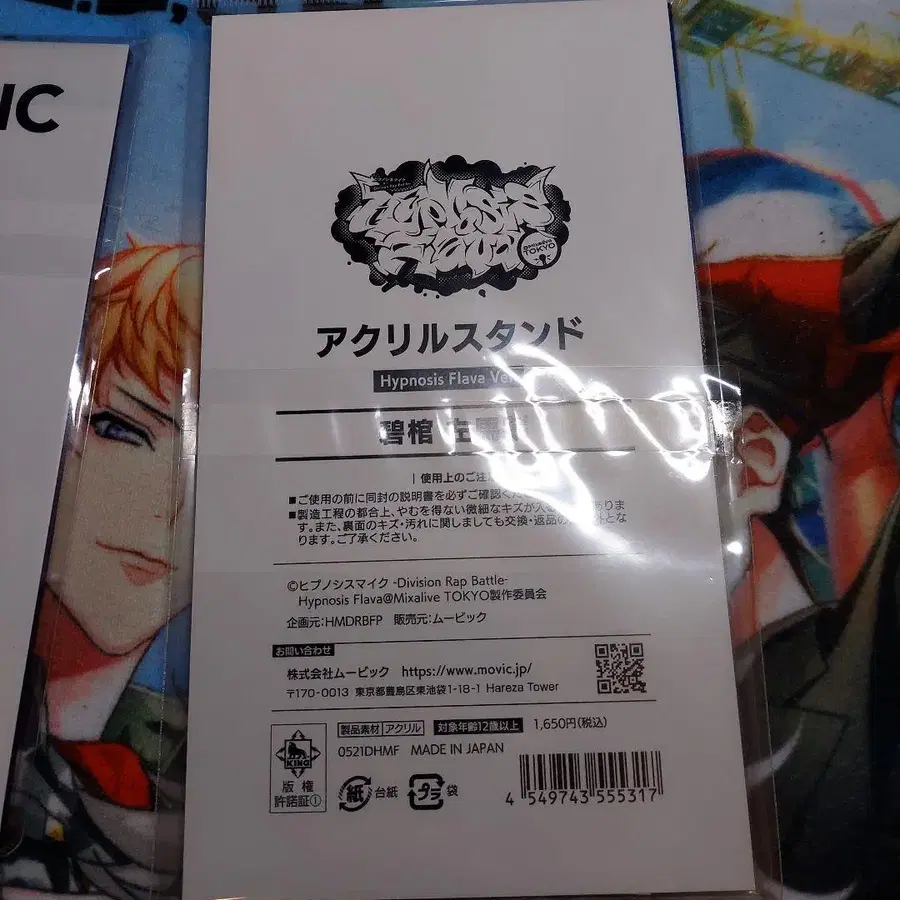 IC
TOKYO
アクリルスタンド
Hypnosis Flava Ver.
碧棺 左馬刻
| 使用上のご注
■ご使用の前に同封の説明書を必ずご確認く
■製造工程の都合上、やむを得ない微細なキズが入る
す。また、裏面のキズ・汚れに関しましても交換・返品の
ります。ご了承ください。
©ヒプノシスマイク -Division Rap Battle-
Hypnosis Flava@Mixalive TOKYO製作委員会
企画元:HMDRBFP 販売元:ムービック
お問い合わせ
株式会社ムービック https://www.movic.jp/
〒170-0013 東京都豊島区東池袋1-18-1 Hareza Tower
製品素材 アクリル 対象年齢12歳以上 1,650円(税込)
0521DHMF MADE IN JAPAN
KING
版権
許諾証①
紙 台紙 プラ 袋
4 549743 555317